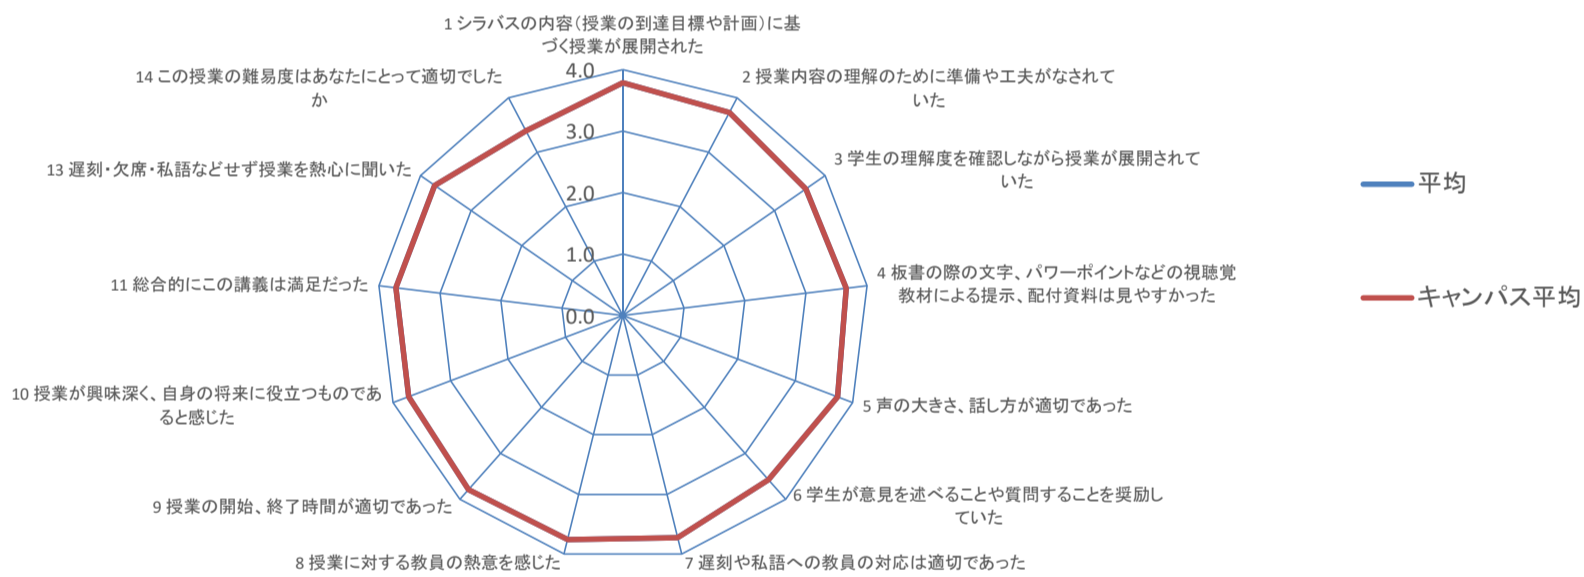 1 シラバスの内容（授業の到達目標や計画）に基
づく授業が展開された
2 授業内容の理解のために準備や工夫がなされて
いた
3 学生の理解度を確認しながら授業が展開されて
いた
4 板書の際の文字、パワーポイントなどの視聴覚
教材による提示、配付資料は見やすかった
5 声の大きさ、話し方が適切であった
6 学生が意見を述べることや質問することを奨励し
ていた
7 遅刻や私語への教員の対応は適切であった
8 授業に対する教員の熱意を感じた
9 授業の開始、終了時間が適切であった
10 授業が興味深く、自身の将来に役立つものであ
ると感じた
11 総合的にこの講義は満足だった
13 遅刻・欠席・私語などせず授業を熱心に聞いた
14 この授業の難易度はあなたにとって適切でした
か
4.0
3.0
2.0
1.0
0.0
平均
キャンパス平均